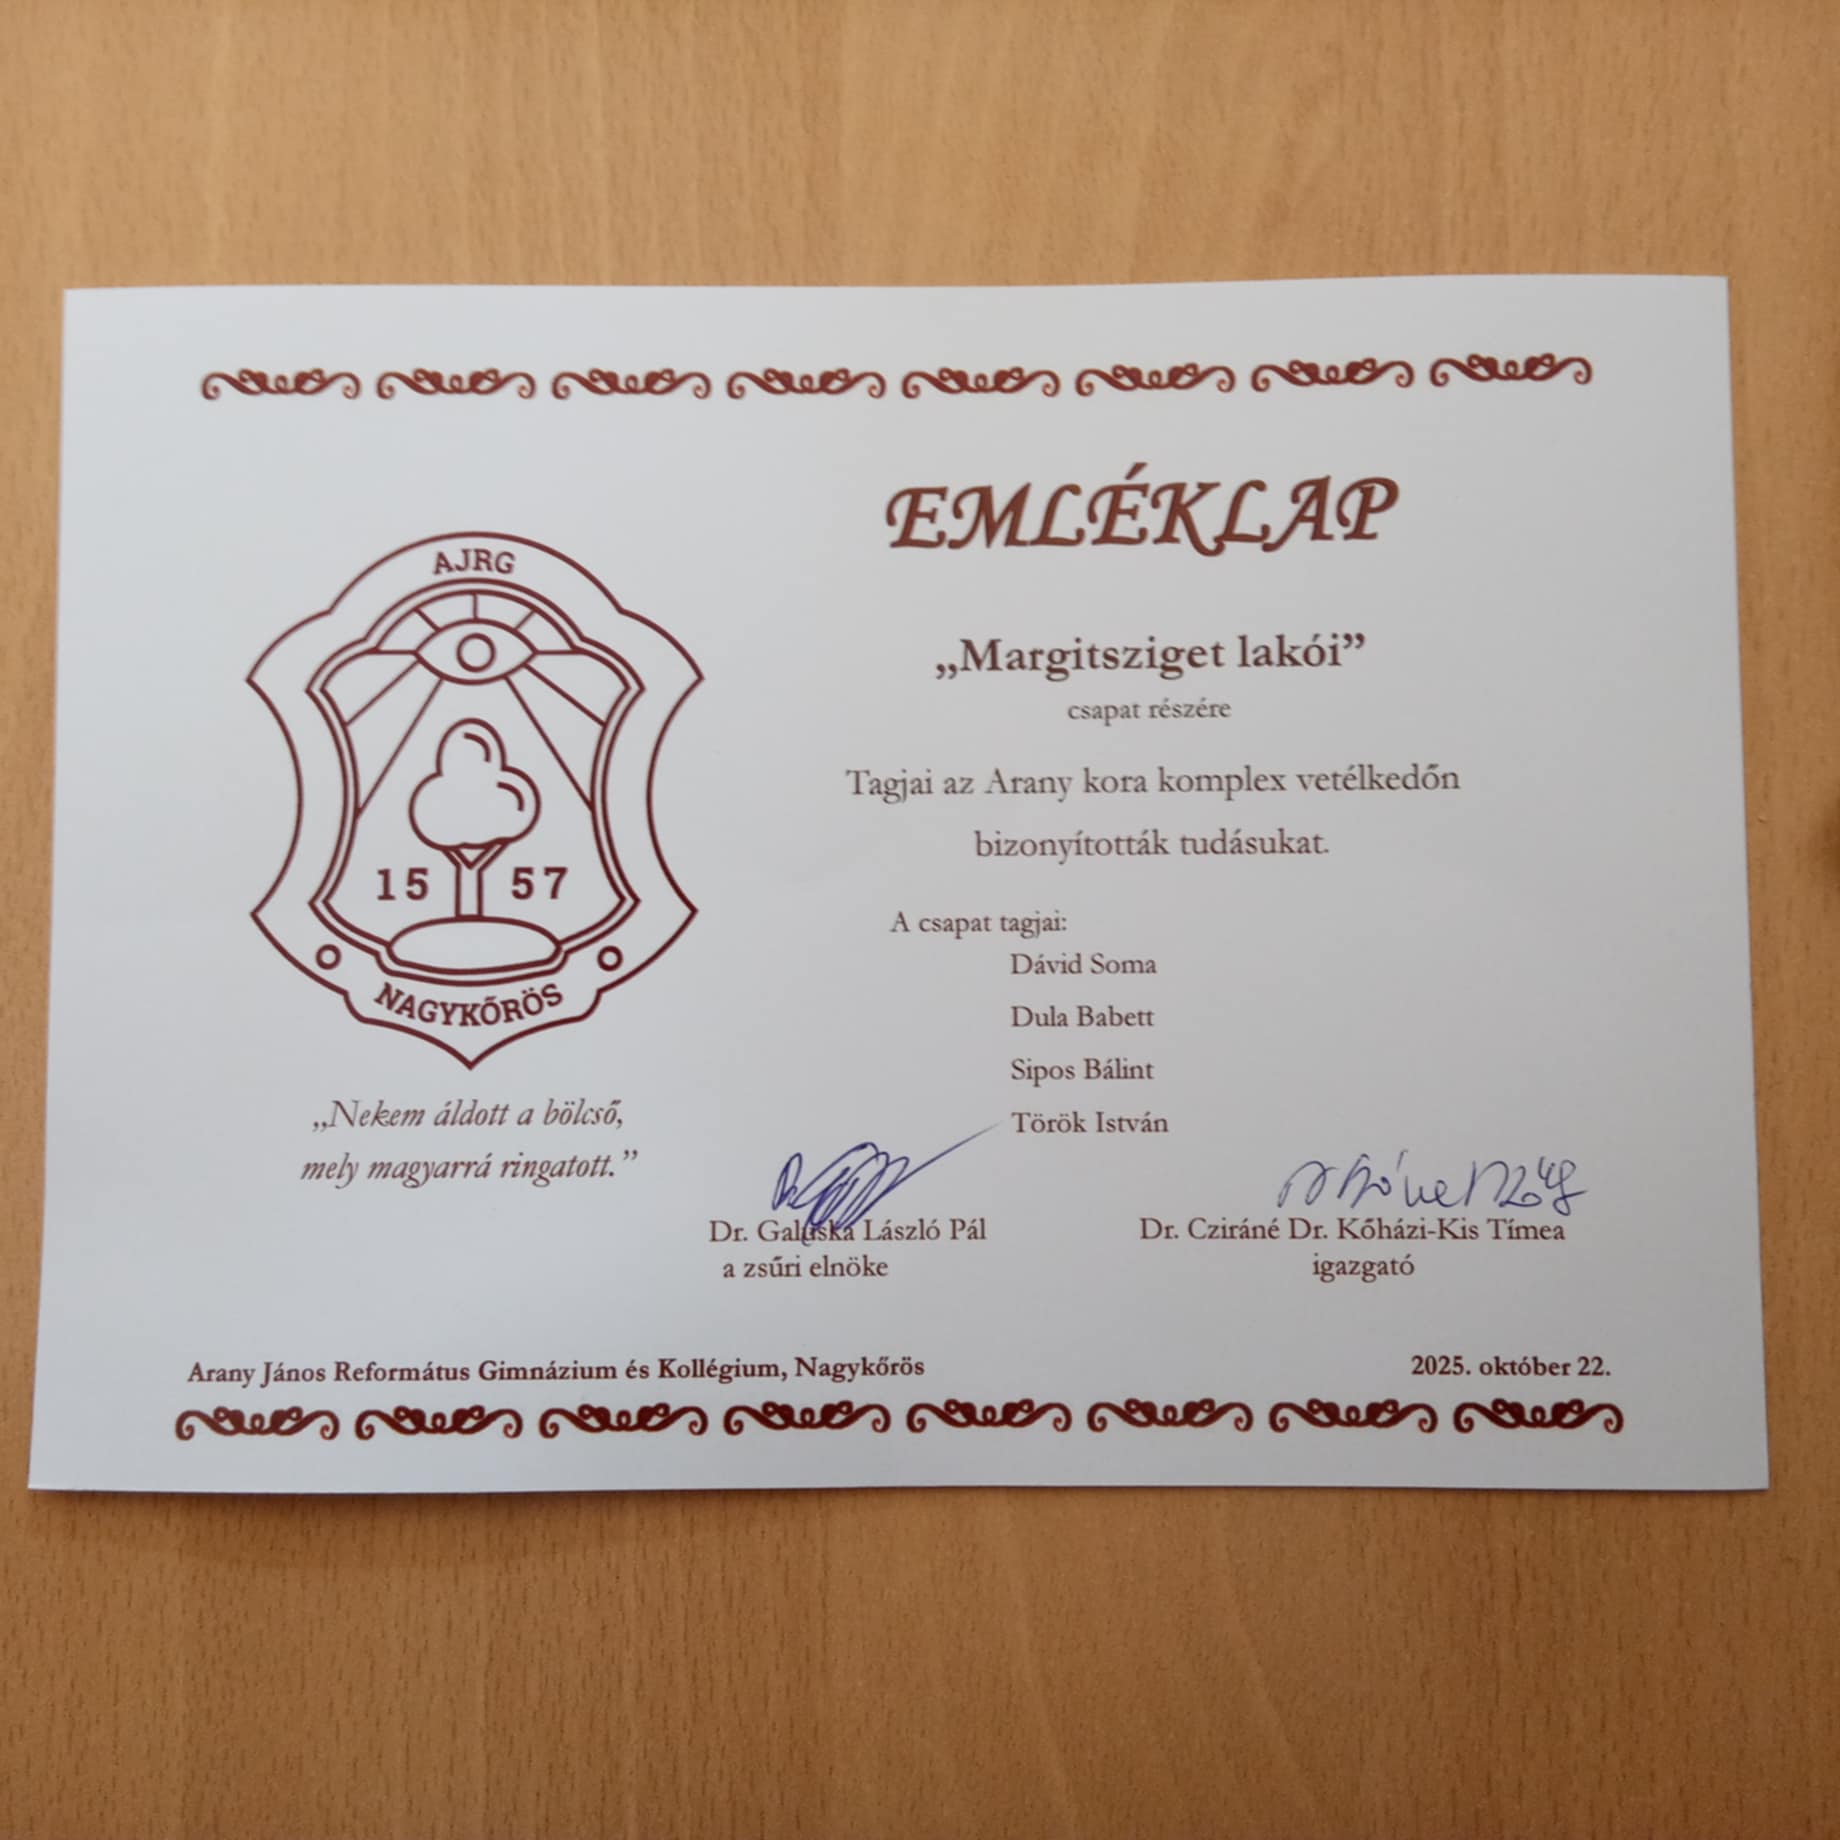 EMLÉKLAP
AJRG
15 57
NAGYKŐRÖS
„Nekem áldott a bölcső,
mely magyarrá ringatott.”
„Margitsziget lakói”
csapat részére
Tagjai az Arany kora komplex vetélkedőn
bizonyították tudásukat.
A csapat tagjai:
Dávid Soma
Dula Babett
Sipos Bálint
Török István
Dr. Galuska László Pál
a zsűri elnöke
Dr. Cziráné Dr. Kőházi-Kis Tímea
igazgató
Arany János Református Gimnázium és Kollégium, Nagykőrös
2025. október 22.